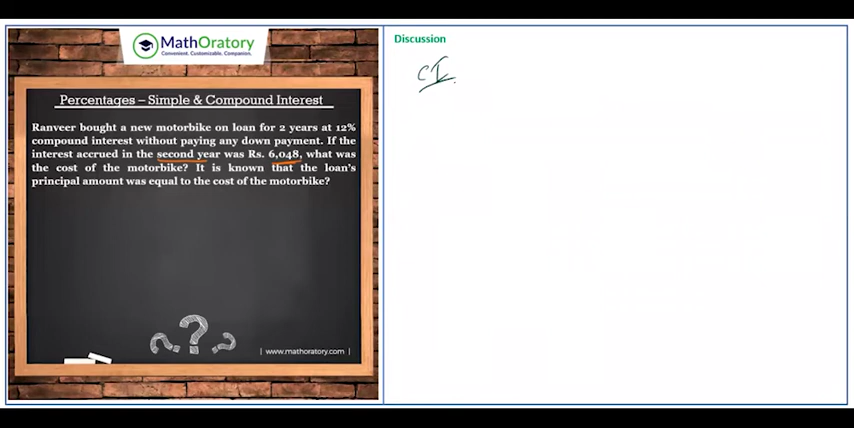 MathOratory
Convenient. Customizable. Companion.
Percentages – Simple & Compound Interest
Ranveer bought a new motorbike on loan for 2 years at 12%
compound interest without paying any down payment. If the
interest accrued in the second year was Rs. 6,048, what was
the cost of the motorbike? It is known that the loan's
principal amount was equal to the cost of the motorbike?
| www.mathoratory.com |
Discussion
CI